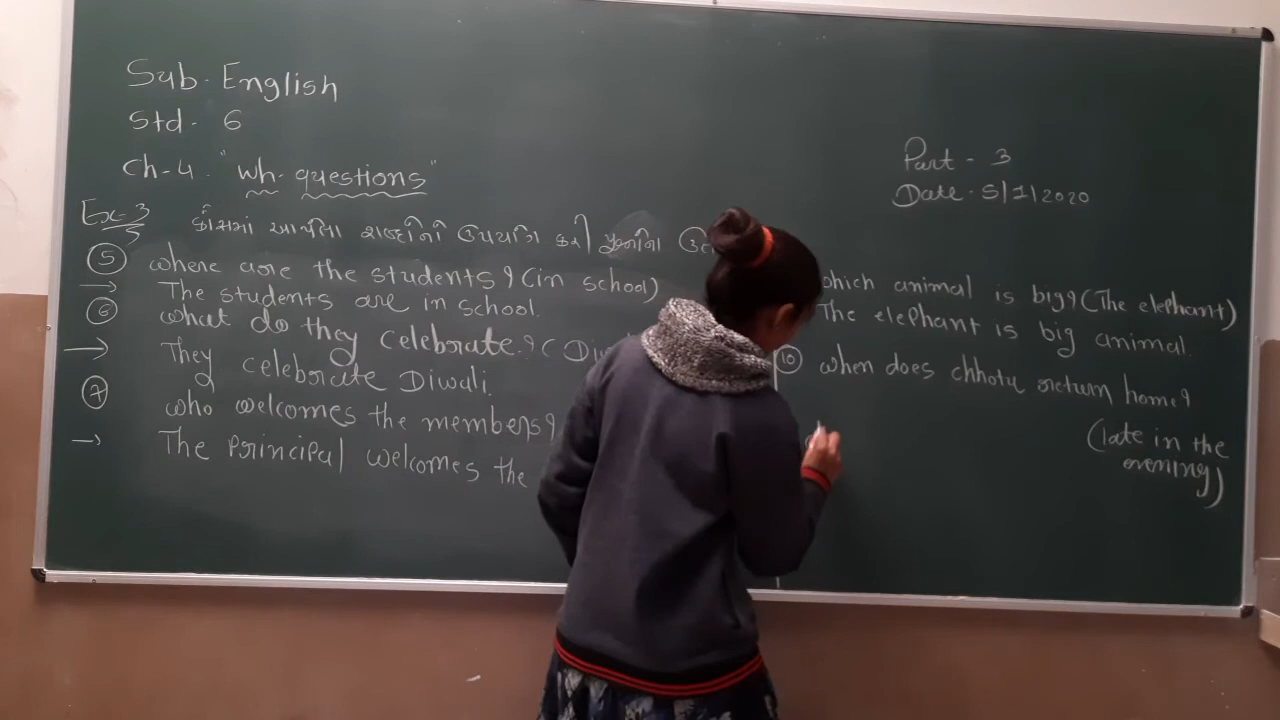 Sub - English
Std - 6
Ch-4. "Wh- questions"
Part - 3
Date - 5/1/2020
Ex-3 કૌંસમાં આપેલા શબ્દોનો ઉપયોગ કરી પ્રશ્નોના
5 where are the students? (in school)
→ The students are in school.
6 what do they celebrate? (
→ They celebrate Diwali.
7 who welcomes the members?
→ The principal welcomes the
which animal is big? (The elephant)
The elephant is big animal.
10 when does chhotu return home?
(late in the
evening)